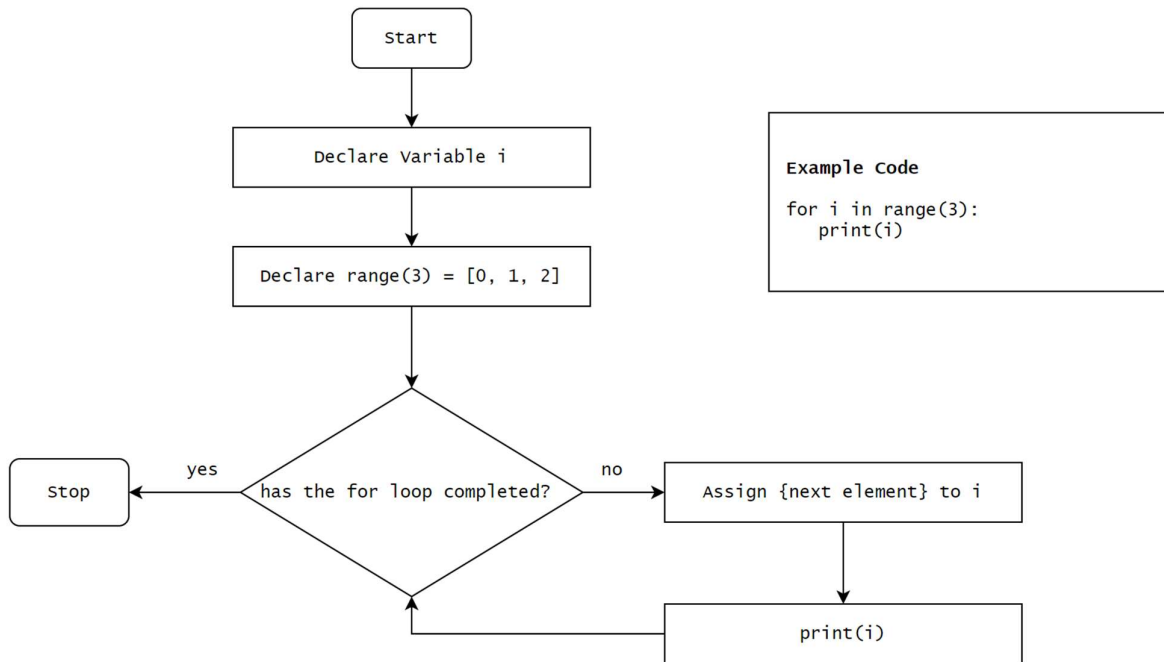 Start
Declare Variable i
Declare range(3) = [0, 1, 2]
Example Code
for i in range(3):
   print(i)
yes
no
Stop
has the for loop completed?
Assign {next element} to i
print(i)